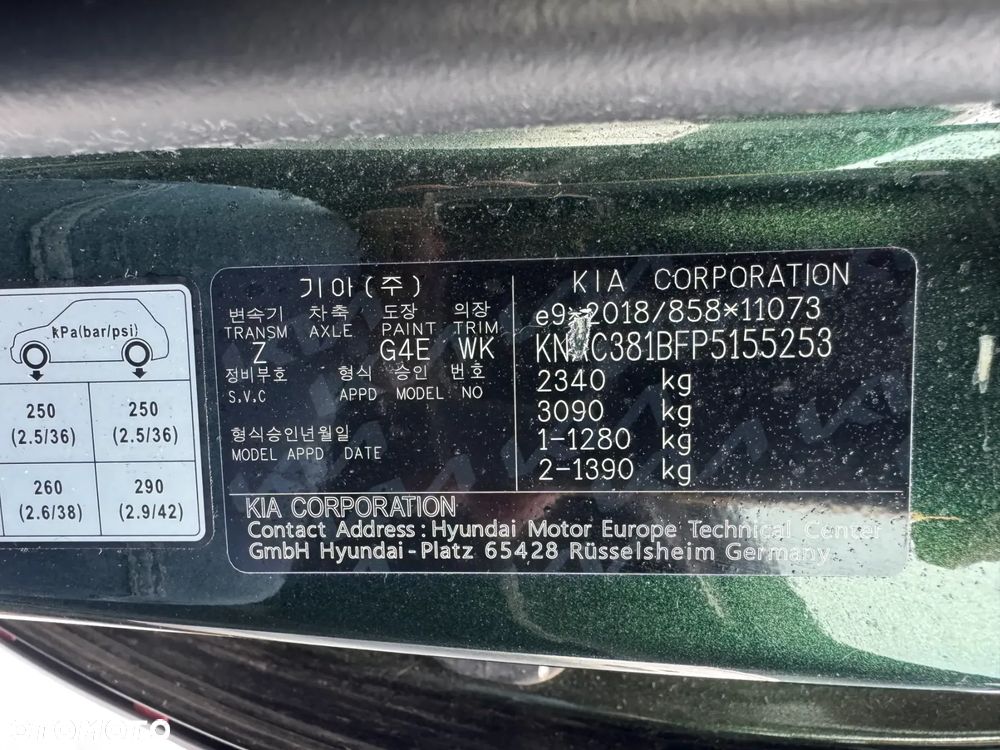 kPa(bar/psi)
250 250
(2.5/36) (2.5/36)
260 290
(2.6/38) (2.9/42)
기아(주)
변속기 차축 도장 의장
TRANSM AXLE PAINT TRIM
Z G4E WK
정비부호 형식 승인 번호
S.V.C APPD MODEL NO
형식승인년월일
MODEL APPD DATE
KIA CORPORATION
e9*2018/858*11073
2340 kg
3090 kg
1-1280 kg
2-1390 kg
KIA CORPORATION
Contact Address : Hyundai Motor Europe Technical Center
GmbH Hyundai-Platz 65428 Rüsselsheim Germany
OTOMOTO